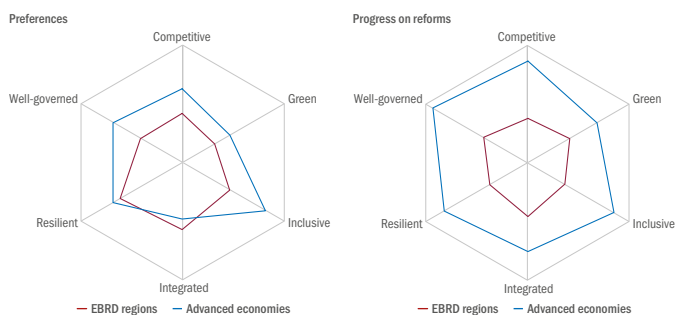 Preferences
Competitive
Well-governed
Green
Resilient
Inclusive
Integrated
EBRD regions
Advanced economies
Progress on reforms
Competitive
Well-governed
Green
Resilient
Inclusive
Integrated
EBRD regions
Advanced economies